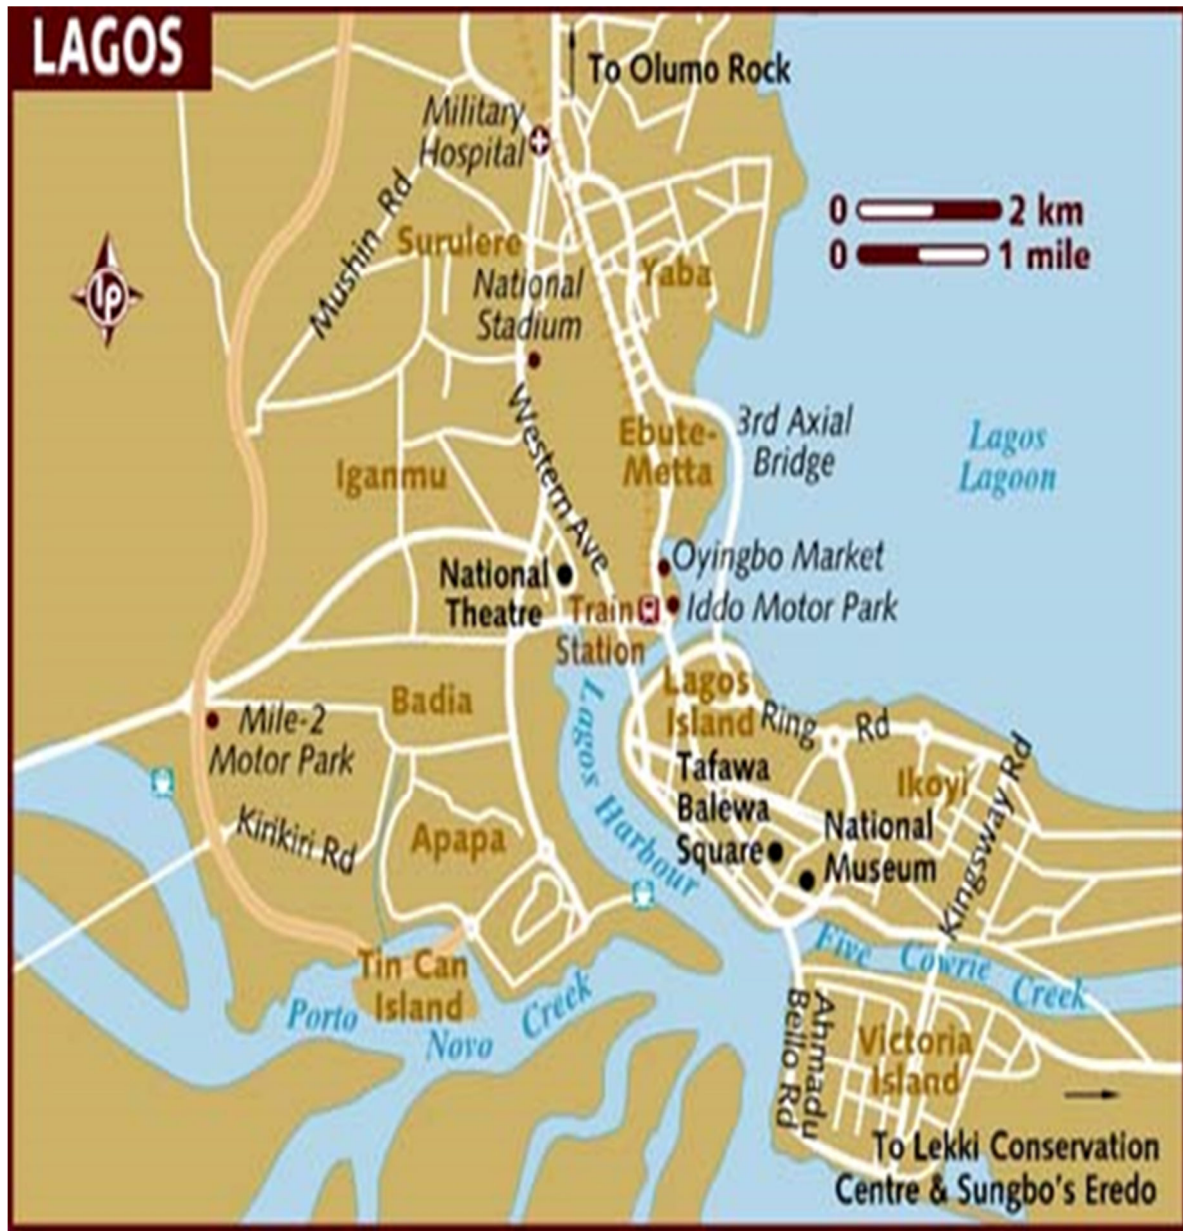 LAGOS
To Olumo Rock
Military
Hospital
Mushin Rd
Surulere
National
Stadium
Yaba
0 2 km
0 1 mile
lp
Western Ave
Ebute-
Metta
3rd Axial
Bridge
Lagos
Lagoon
Iganmu
National
Theatre
Oyingbo Market
Train
Station
Iddo Motor Park
Badia
Lagos
Island
Ring Rd
Mile-2
Motor Park
Lagos Harbour
Tafawa
Balewa
Square
Ikoyi
Kingsway Rd
National
Museum
Kirikiri Rd
Apapa
Five Cowrie Creek
Tin Can
Island
Porto Novo Creek
Ahmadu
Bello Rd
Victoria
Island
To Lekki Conservation
Centre & Sungbo's Eredo